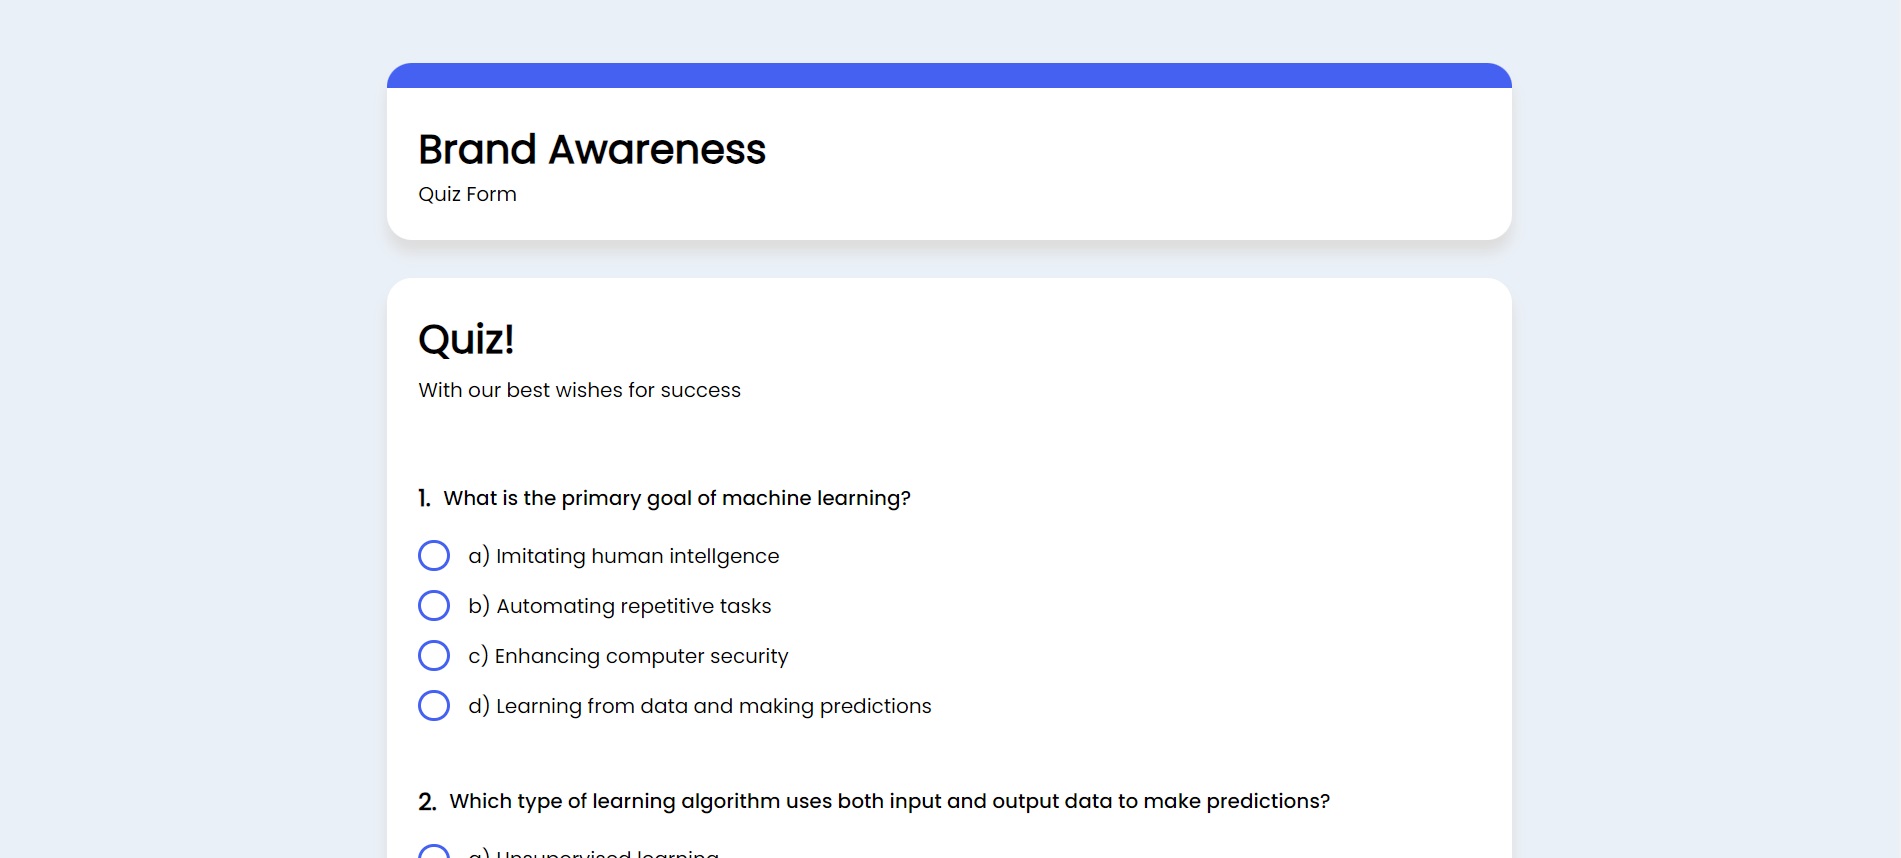 Brand Awareness
Quiz Form
Quiz!
With our best wishes for success
1. What is the primary goal of machine learning?
a) Imitating human intellgence
b) Automating repetitive tasks
c) Enhancing computer security
d) Learning from data and making predictions
2. Which type of learning algorithm uses both input and output data to make predictions?
a) Unsupervised learning